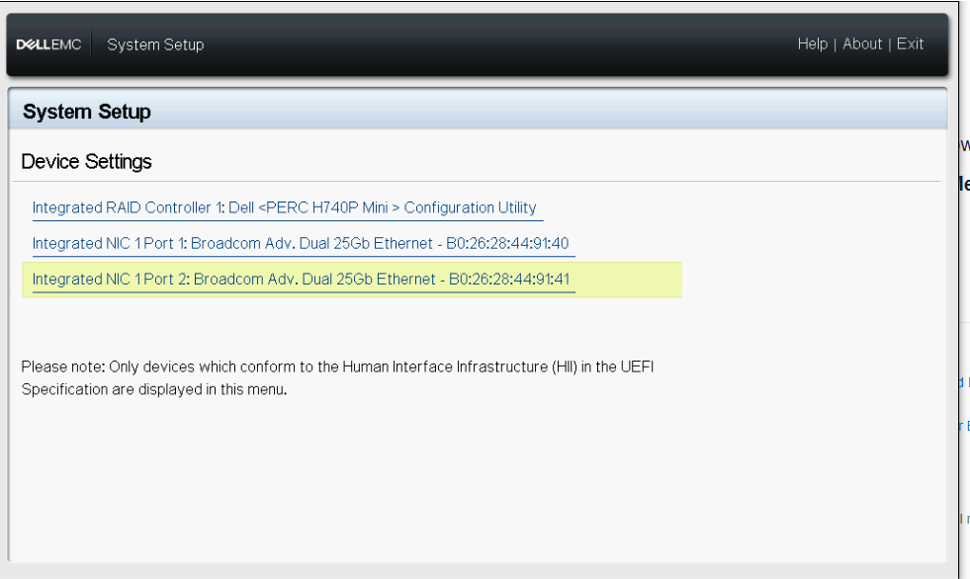 DELLEMC System Setup Help | About | Exit
System Setup
Device Settings
Integrated RAID Controller 1: Dell <PERC H740P Mini > Configuration Utility
Integrated NIC 1 Port 1: Broadcom Adv. Dual 25Gb Ethernet - B0:26:28:44:91:40
Integrated NIC 1 Port 2: Broadcom Adv. Dual 25Gb Ethernet - B0:26:28:44:91:41
Please note: Only devices which conform to the Human Interface Infrastructure (HII) in the UEFI
Specification are displayed in this menu.